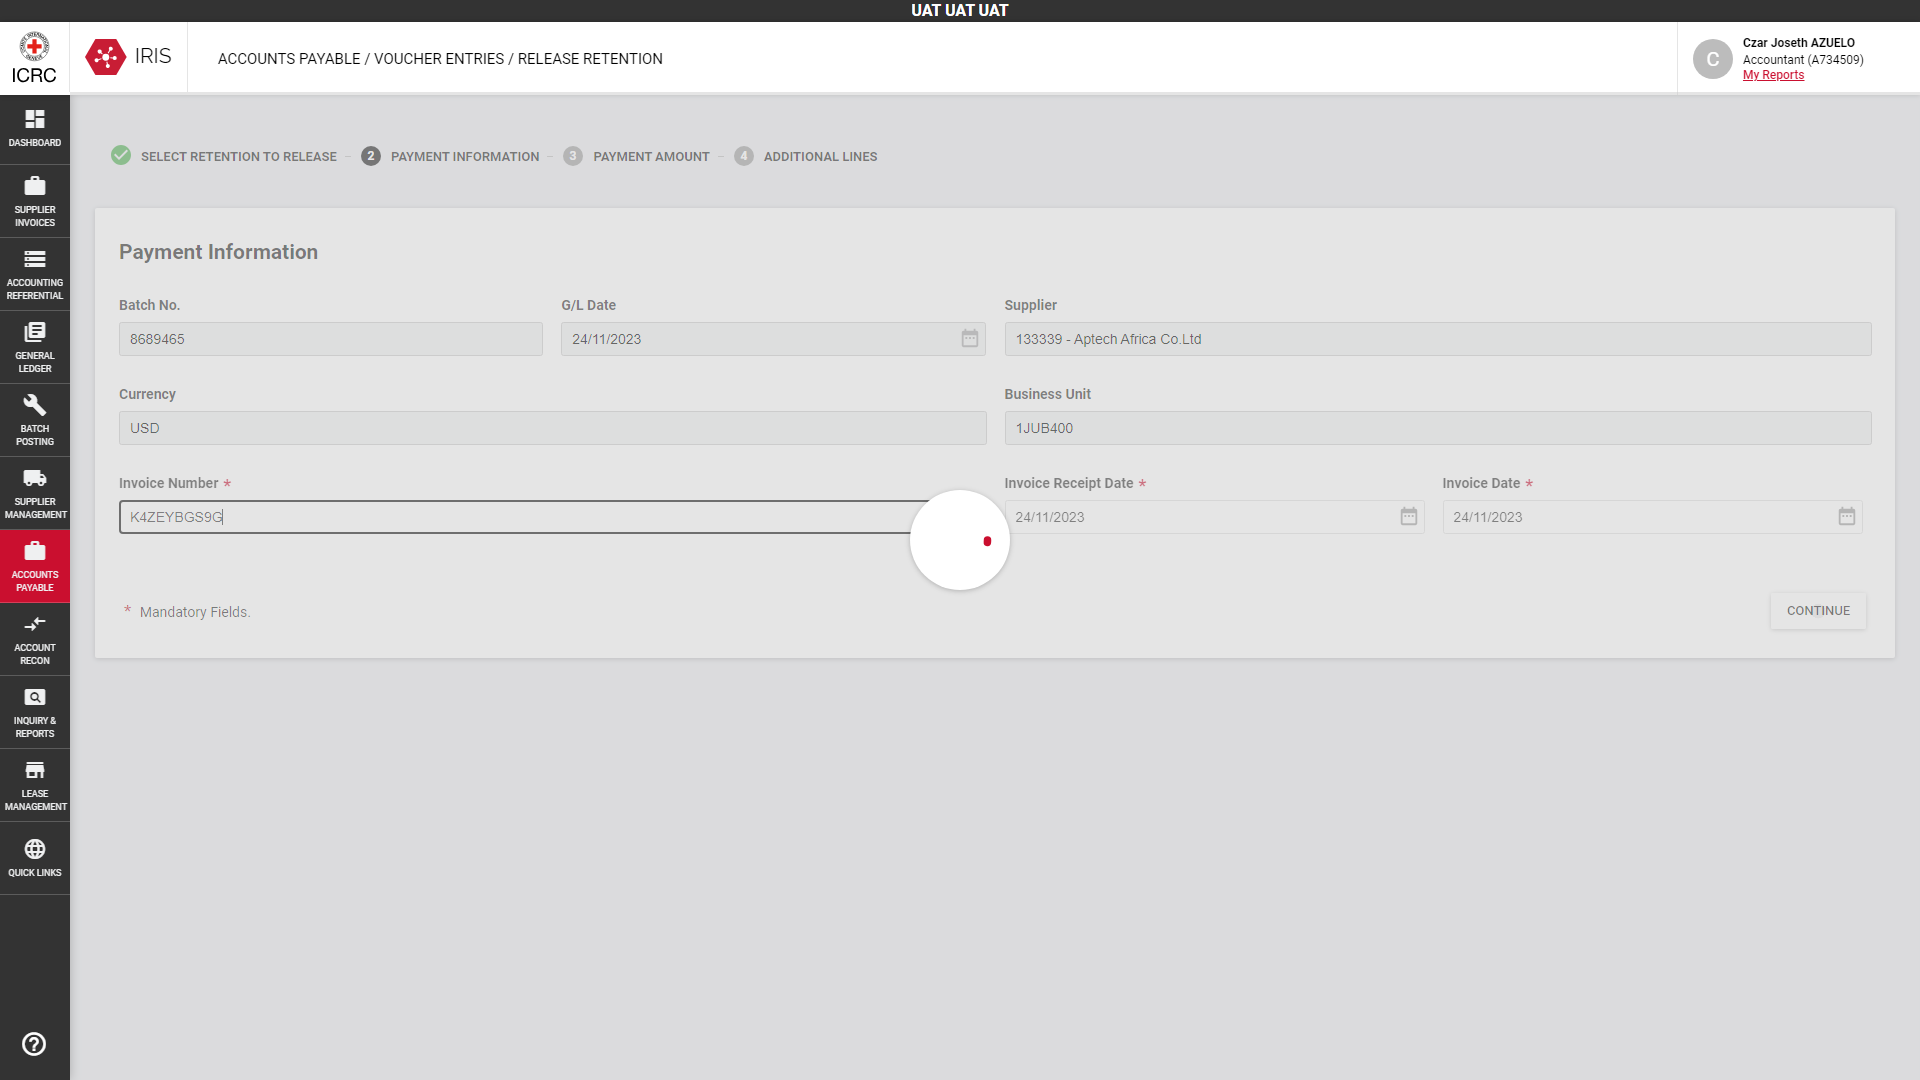 UAT UAT UAT
ICRC
IRIS
ACCOUNTS PAYABLE / VOUCHER ENTRIES / RELEASE RETENTION
C
Czar Joseth AZUELO
Accountant (A734509)
My Reports
DASHBOARD
SUPPLIER
INVOICES
ACCOUNTING
REFERENTIAL
GENERAL
LEDGER
BATCH
POSTING
SUPPLIER
MANAGEMENT
ACCOUNTS
PAYABLE
ACCOUNT
RECON
INQUIRY &
REPORTS
LEASE
MANAGEMENT
QUICK LINKS
SELECT RETENTION TO RELEASE – 2 PAYMENT INFORMATION – 3 PAYMENT AMOUNT – 4 ADDITIONAL LINES
Payment Information
Batch No. G/L Date Supplier
8689465 24/11/2023 133339 - Aptech Africa Co.Ltd
Currency Business Unit
USD 1JUB400
Invoice Number * Invoice Receipt Date * Invoice Date *
K4ZEYBGS9G 24/11/2023 24/11/2023
* Mandatory Fields.
CONTINUE